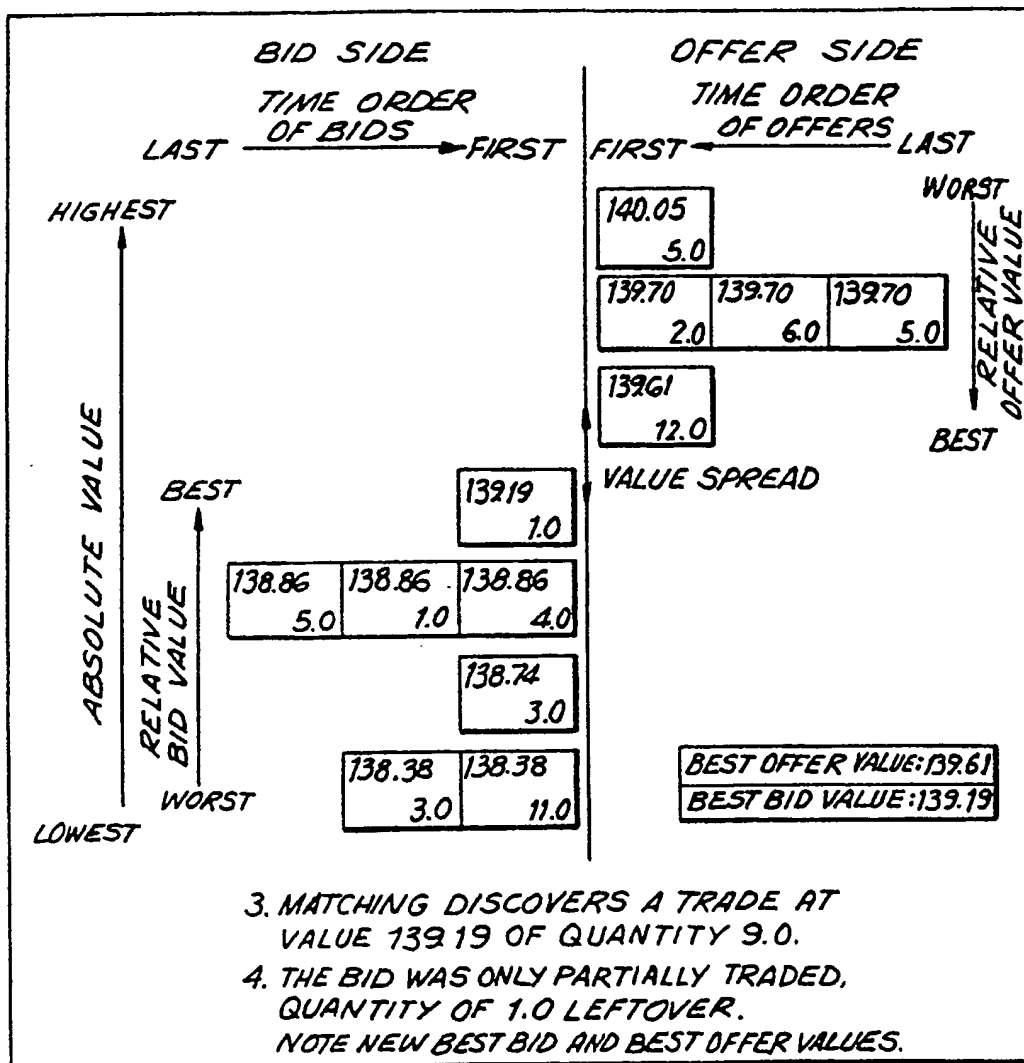 BID SIDE
OFFER SIDE
TIME ORDER
OF BIDS
TIME ORDER
OF OFFERS
LAST
FIRST
FIRST
LAST
HIGHEST
WORST
RELATIVE
OFFER VALUE
BEST
140.05
5.0
139.70 139.70 139.70
2.0 6.0 5.0
139.61
12.0
VALUE SPREAD
ABSOLUTE VALUE
BEST
RELATIVE
BID VALUE
139.19
1.0
138.86 138.86 138.86
5.0 1.0 4.0
138.74
3.0
138.38 138.38
3.0 11.0
WORST
LOWEST
BEST OFFER VALUE: 139.61
BEST BID VALUE: 139.19
3. MATCHING DISCOVERS A TRADE AT
VALUE 139.19 OF QUANTITY 9.0.
4. THE BID WAS ONLY PARTIALLY TRADED,
QUANTITY OF 1.0 LEFTOVER.
NOTE NEW BEST BID AND BEST OFFER VALUES.